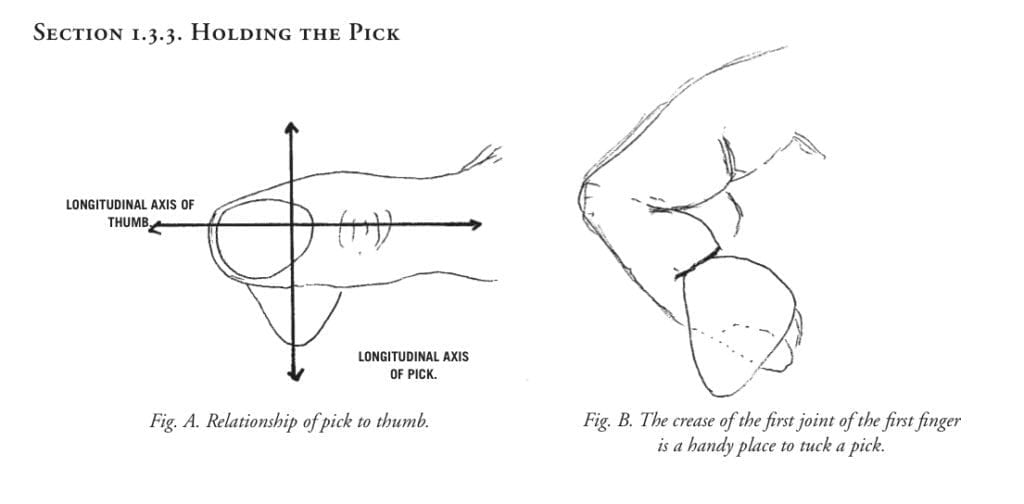 Section 1.3.3. Holding the Pick
LONGITUDINAL AXIS OF
THUMB.
LONGITUDINAL AXIS
OF PICK.
Fig. A. Relationship of pick to thumb.
Fig. B. The crease of the first joint of the first finger
is a handy place to tuck a pick.